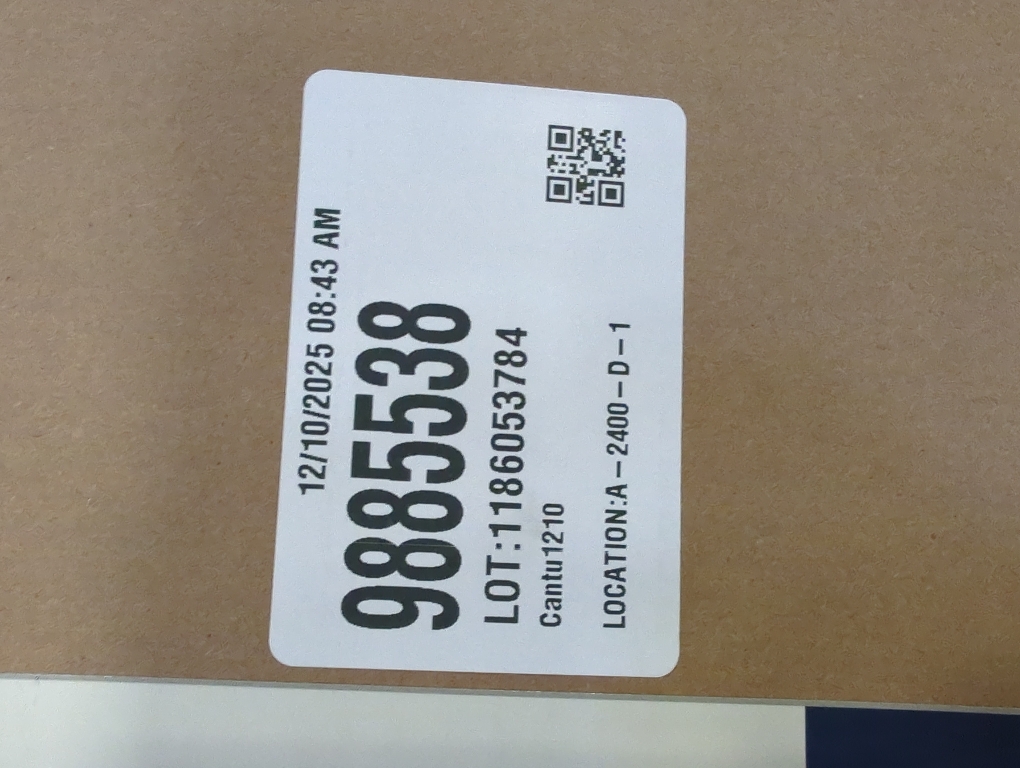 12/10/2025 08:43 AM
9885538
LOT:1186053784
Cantu1210
LOCATION:A-2400-D-1